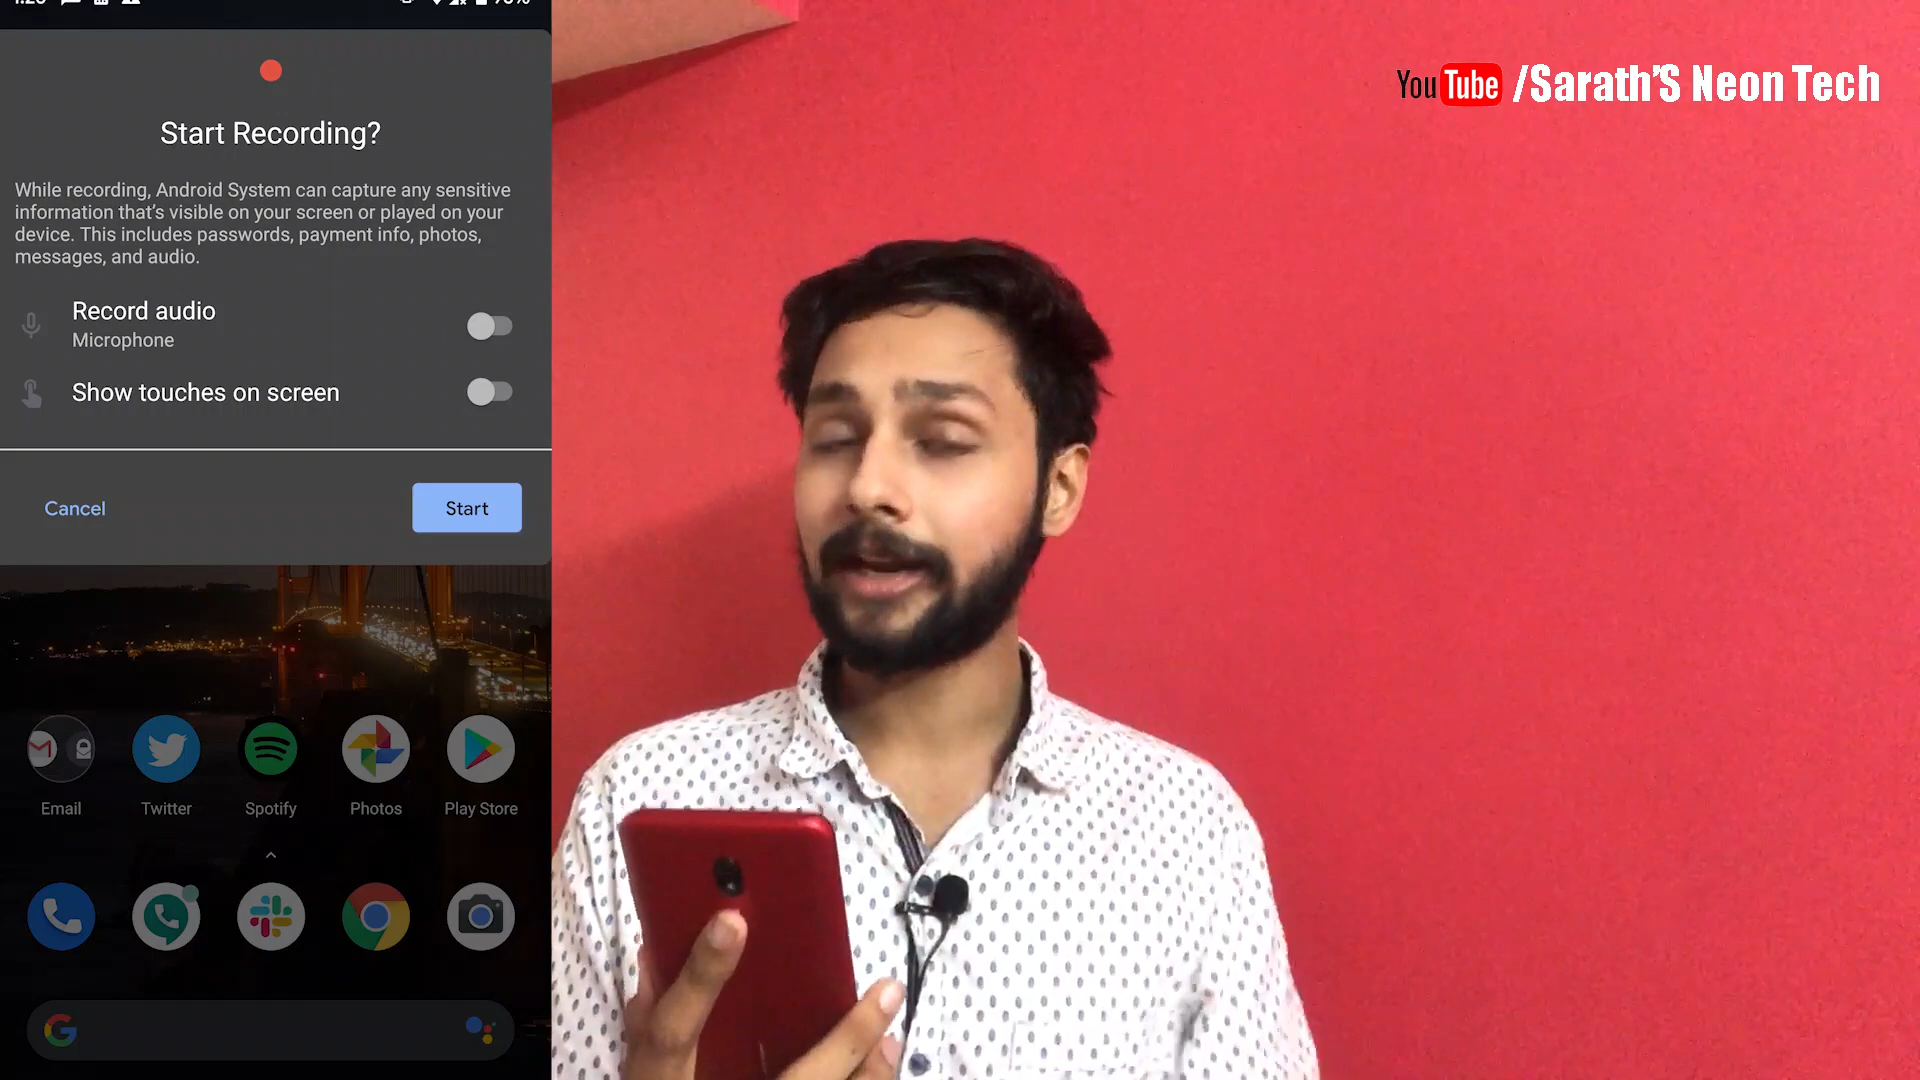 YouTube /Sarath'S Neon Tech
Start Recording?
While recording, Android System can capture any sensitive
information that's visible on your screen or played on your
device. This includes passwords, payment info, photos,
messages, and audio.
Record audio
Microphone
Show touches on screen
Cancel
Start
Email
Twitter
Spotify
Photos
Play Store